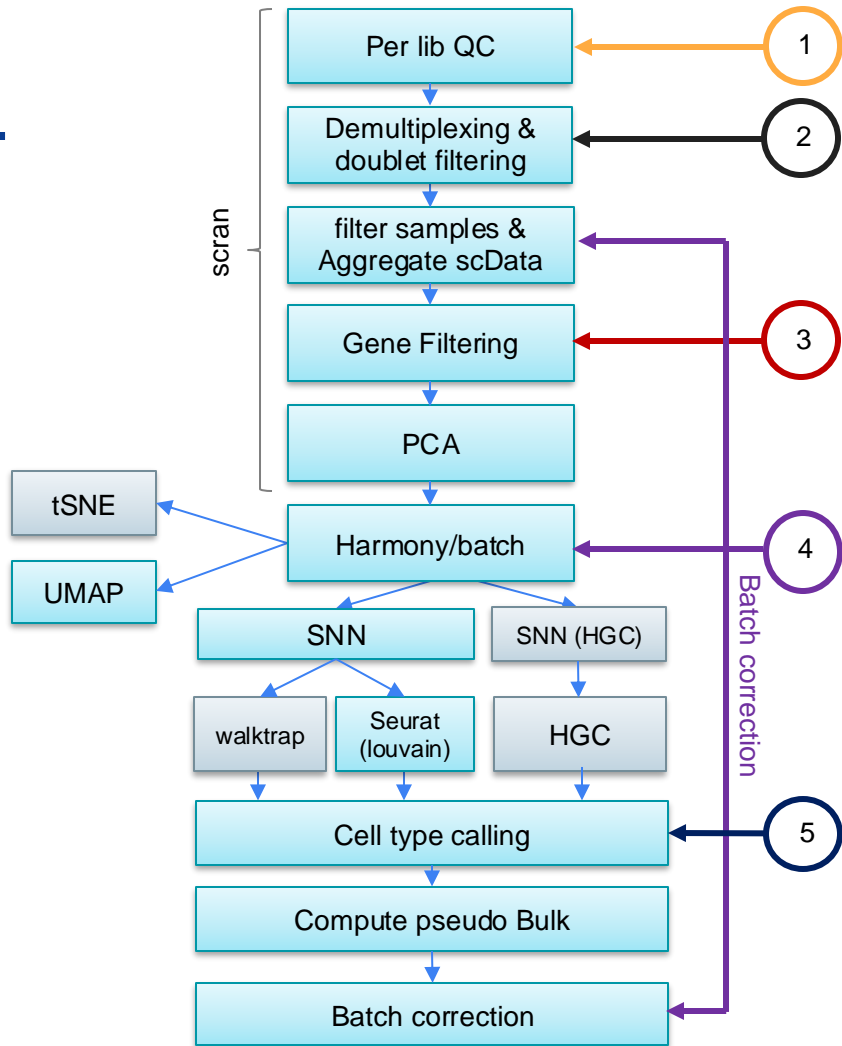 Per lib QC
1
Demultiplexing &
doublet filtering
2
scran
filter samples &
Aggregate scData
Gene Filtering
3
PCA
tSNE
Harmony/batch
4
UMAP
Batch correction
SNN
SNN (HGC)
walktrap
Seurat
(louvain)
HGC
Cell type calling
5
Compute pseudo Bulk
Batch correction